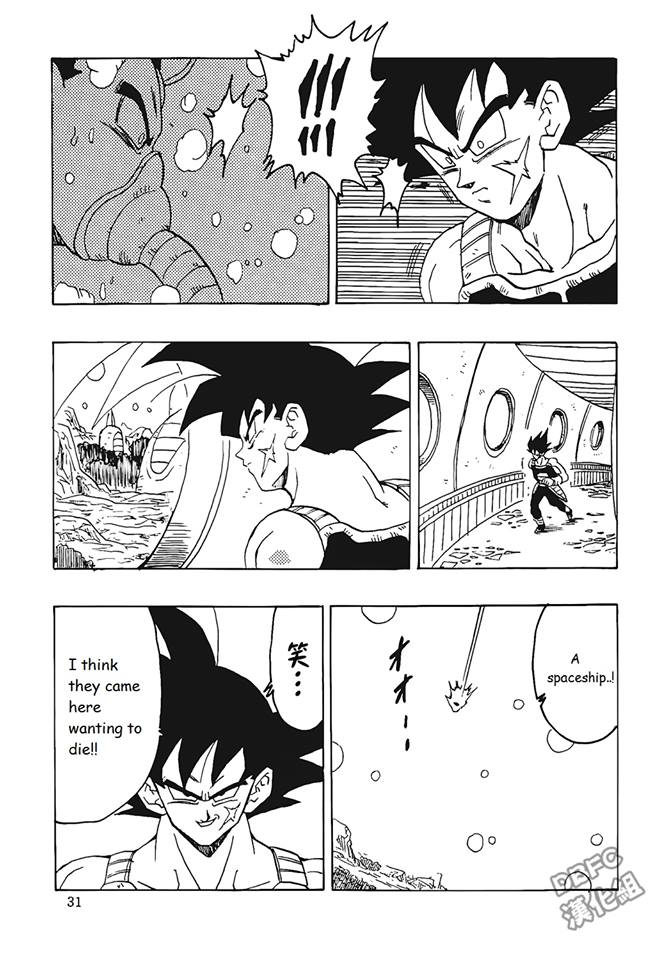 !!!
A
spaceship..!
オオー
笑…
I think
they came
here
wanting to
die!!
31
DBFC
漢化組